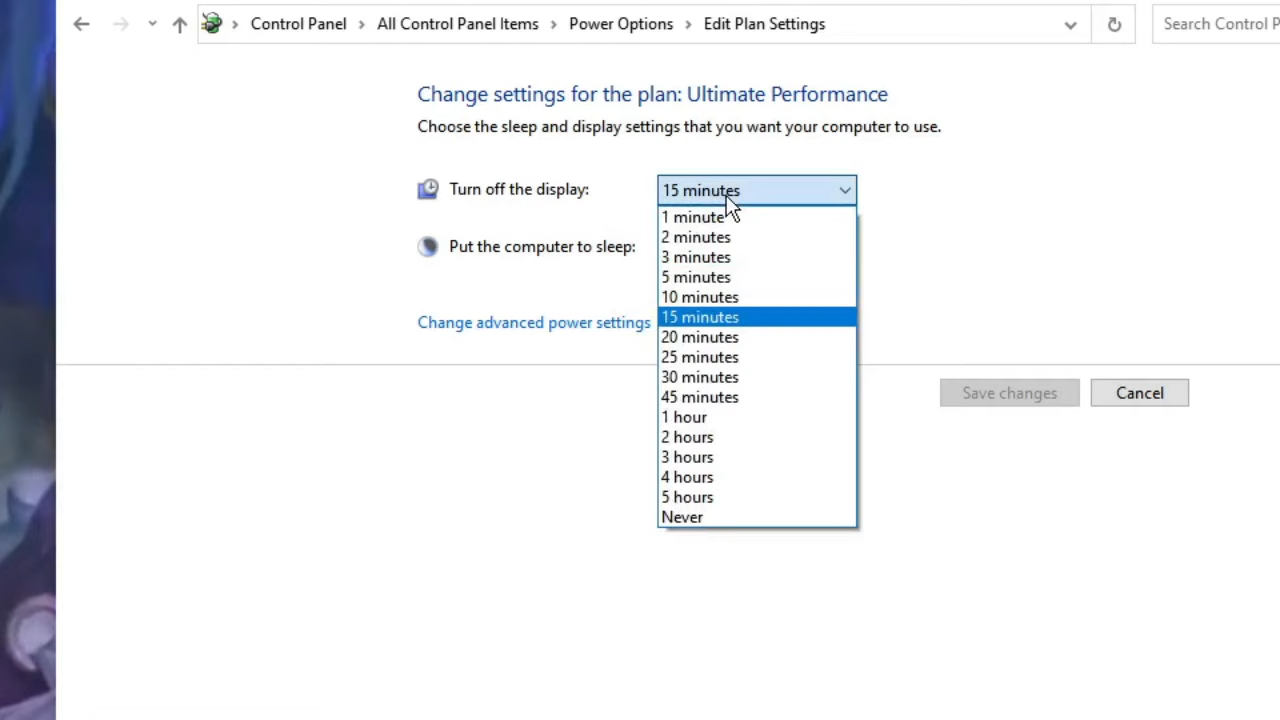 Control Panel > All Control Panel Items > Power Options > Edit Plan Settings
Search Control P
Change settings for the plan: Ultimate Performance
Choose the sleep and display settings that you want your computer to use.
Turn off the display:
15 minutes
1 minute
2 minutes
3 minutes
5 minutes
10 minutes
15 minutes
20 minutes
25 minutes
30 minutes
45 minutes
1 hour
2 hours
3 hours
4 hours
5 hours
Never
Put the computer to sleep:
Change advanced power settings
Save changes
Cancel